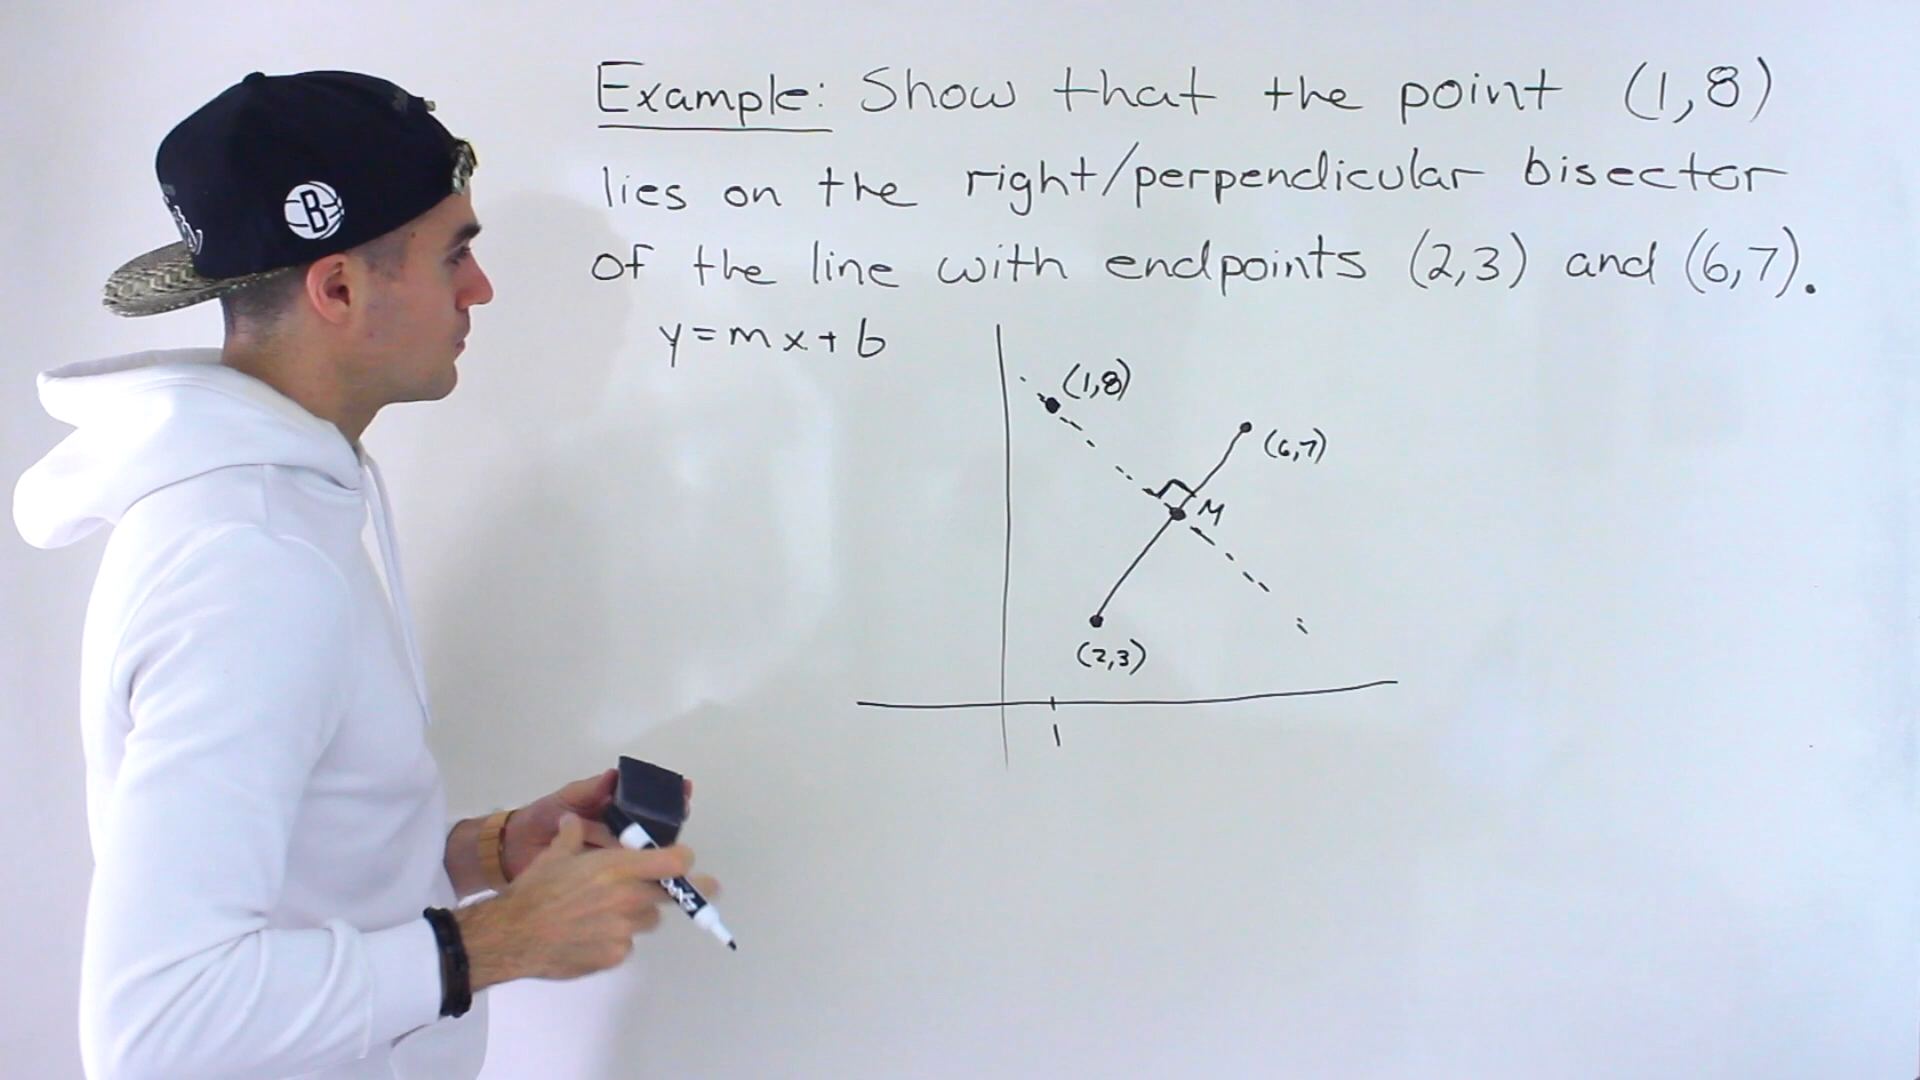 Example: Show that the point (1,8)
lies on the right/perpendicular bisector
of the line with endpoints (2,3) and (6,7).
y=mx+b
(1,8)
(6,7)
M
(2,3)
1
B